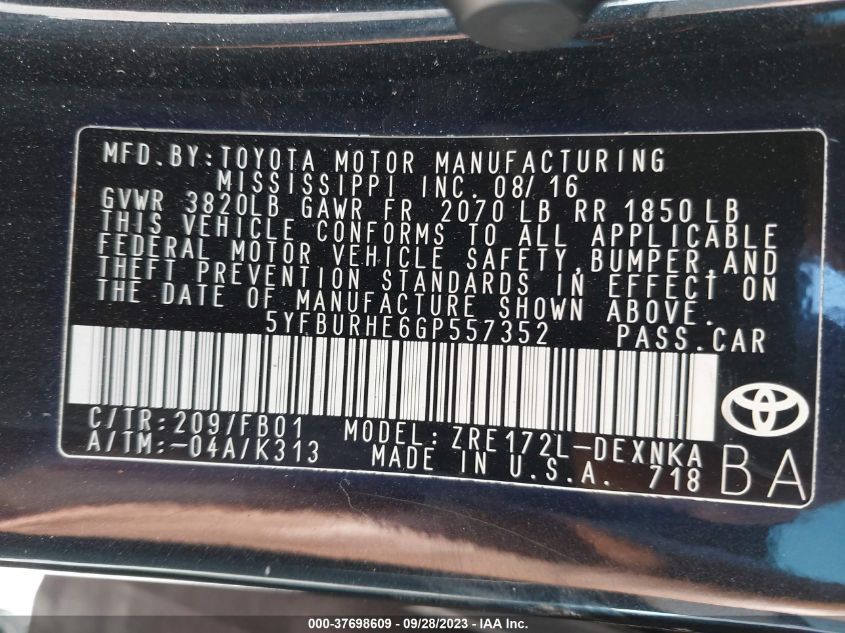 MFD.BY:TOYOTA MOTOR MANUFACTURING
MISSISSIPPI INC. 08/16
GVWR 3820LB GAWR FR 2070 LB RR 1850 LB
THIS VEHICLE CONFORMS TO ALL APPLICABLE
FEDERAL MOTOR VEHICLE SAFETY,BUMPER,AND
THEFT PREVENTION STANDARDS IN EFFECT ON
THE DATE OF MANUFACTURE SHOWN ABOVE.
5YFBURHE6GP557352 PASS.CAR
C/TR:209/FB01 MODEL:ZRE172L-DEXNKA
A/TM:-04A/K313 MADE IN U.S.A. 718
BA
000-37698609 / 09/28/2023 / IAA Inc.